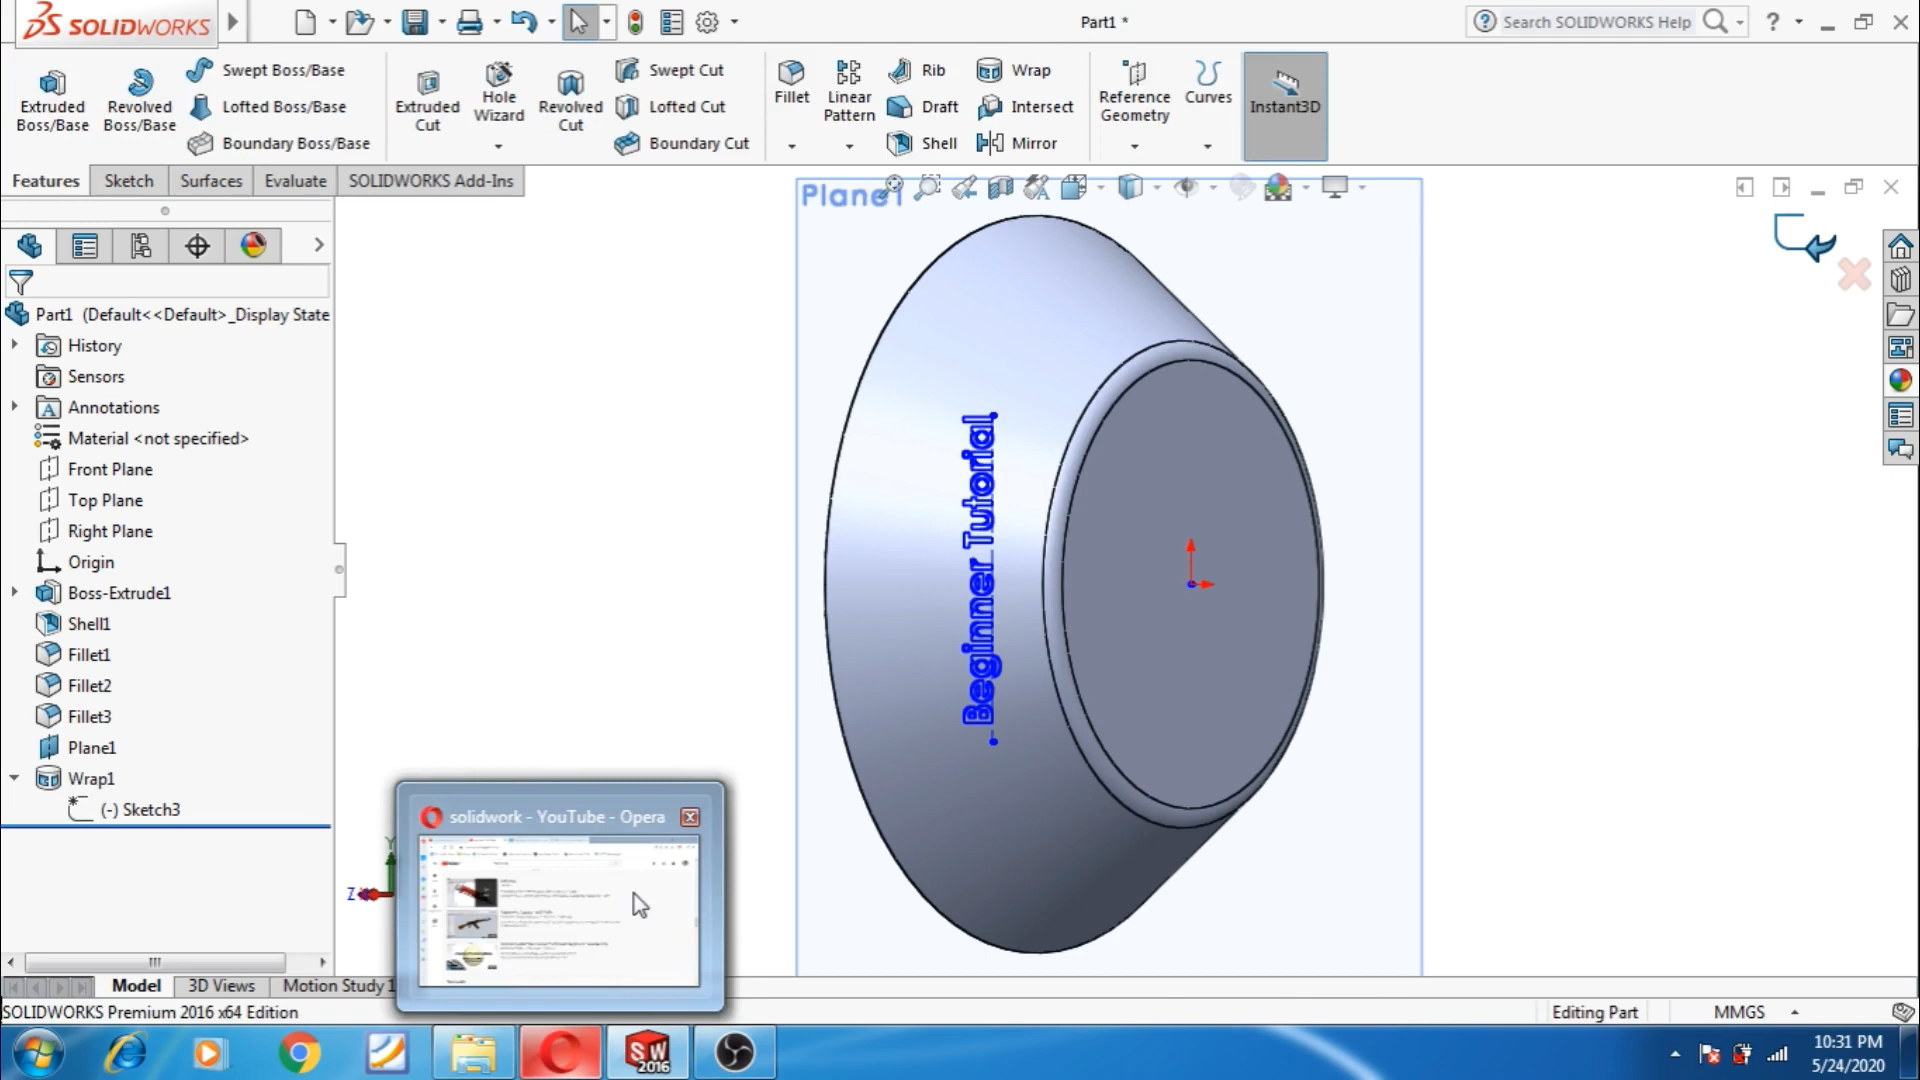 SOLIDWORKS
Part1 *
Search SOLIDWORKS Help
Extruded Boss/Base
Revolved Boss/Base
Swept Boss/Base
Lofted Boss/Base
Boundary Boss/Base
Extruded Cut
Hole Wizard
Revolved Cut
Swept Cut
Lofted Cut
Boundary Cut
Fillet
Linear Pattern
Rib
Draft
Shell
Wrap
Intersect
Mirror
Reference Geometry
Curves
Instant3D
Features
Sketch
Surfaces
Evaluate
SOLIDWORKS Add-Ins
Plane1
Part1 (Default<<Default>_Display State
History
Sensors
Annotations
Material <not specified>
Front Plane
Top Plane
Right Plane
Origin
Boss-Extrude1
Shell1
Fillet1
Fillet2
Fillet3
Plane1
Wrap1
(-) Sketch3
Beginner Tutorial
solidwork - YouTube - Opera
Y
Z
Model
3D Views
Motion Study 1
SOLIDWORKS Premium 2016 x64 Edition
Editing Part
MMGS
SW
2016
10:31 PM
5/24/2020